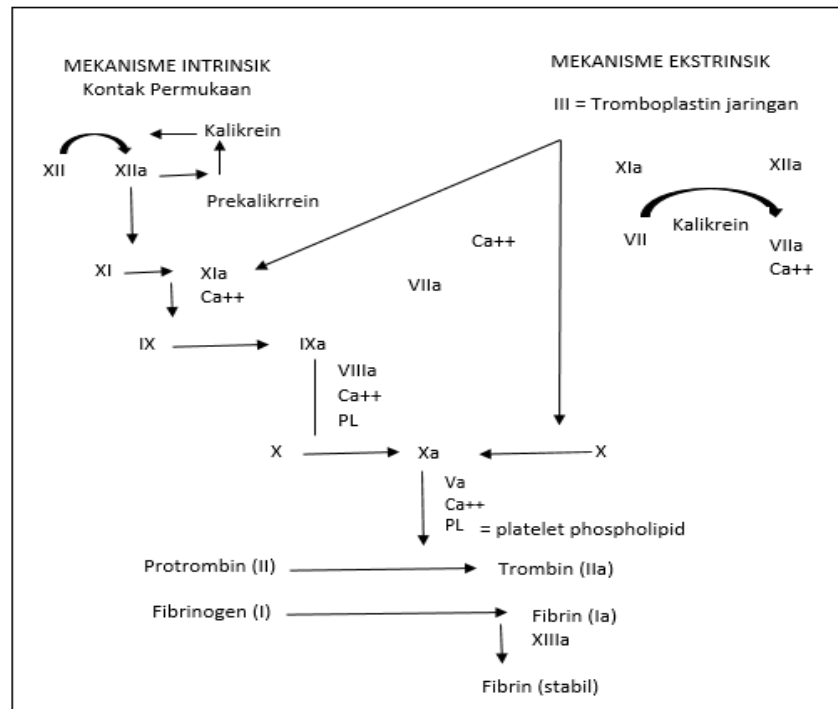 MEKANISME INTRINSIK
Kontak Permukaan
MEKANISME EKSTRINSIK
III = Tromboplastin jaringan
Kalikrein
XII
XIIa
Prekalikrrein
XIa
XIIa
VII
Kalikrein
VIIa
Ca++
Ca++
XI
XIa
Ca++
VIIa
IX
IXa
VIIIa
Ca++
PL
X
Xa
X
Va
Ca++
PL = platelet phospholipid
Protrombin (II)
Trombin (IIa)
Fibrinogen (I)
Fibrin (Ia)
XIIIa
Fibrin (stabil)